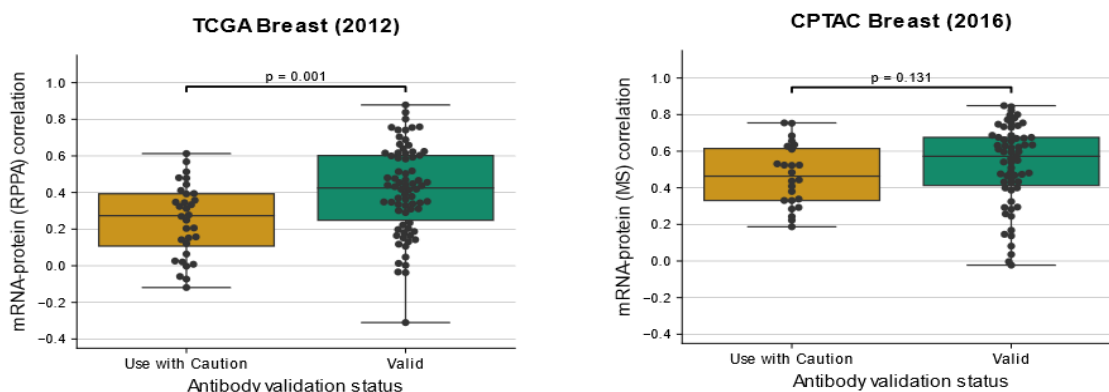 TCGA Breast (2012)
mRNA-protein (RPPA) correlation
1.0
0.8
0.6
0.4
0.2
0.0
−0.2
−0.4
p = 0.001
Use with Caution
Valid
Antibody validation status
CPTAC Breast (2016)
mRNA-protein (MS) correlation
1.0
0.8
0.6
0.4
0.2
0.0
−0.2
−0.4
p = 0.131
Use with Caution
Valid
Antibody validation status